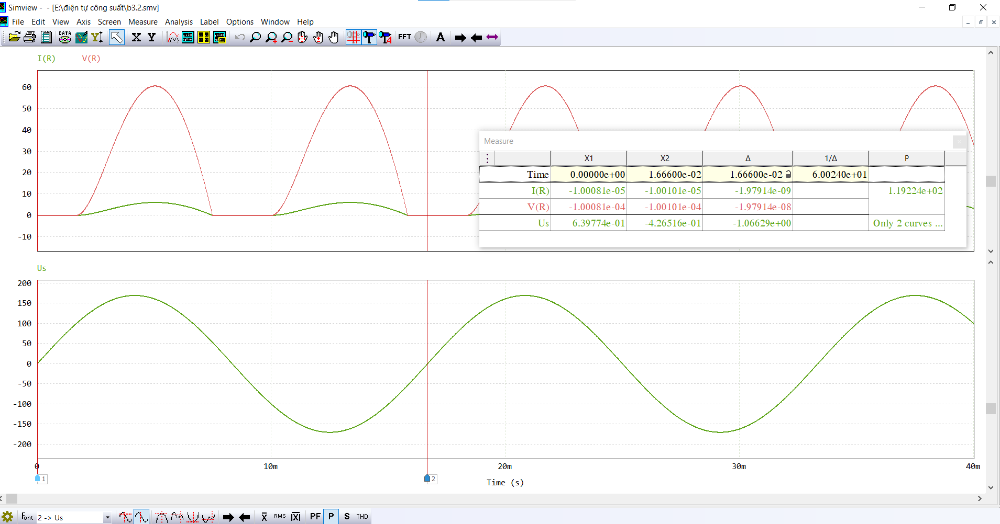 Simview - - [E:\điện tự công suất\b3.2.smv]
File Edit View Axis Screen Measure Analysis Label Options Window Help
DATA Y X Y FFT A
I(R) V(R)
60
50
40
30
20
10
0
-10
Measure
X1 X2 Δ 1/Δ P
Time 0.00000e+00 1.66600e-02 1.66600e-02 6.00240e+01
I(R) -1.00081e-05 -1.00101e-05 -1.97914e-09 1.19224e+02
V(R) -1.00081e-04 -1.00101e-04 -1.97914e-08
Us 6.39774e-01 -4.26516e-01 -1.06629e+00 Only 2 curves ...
Us
200
150
100
50
0
-50
-100
-150
-200
0 10m 20m 30m 40m
1 2
Time (s)
Font 2 -> Us x̅ RMS |X| PF P S THD